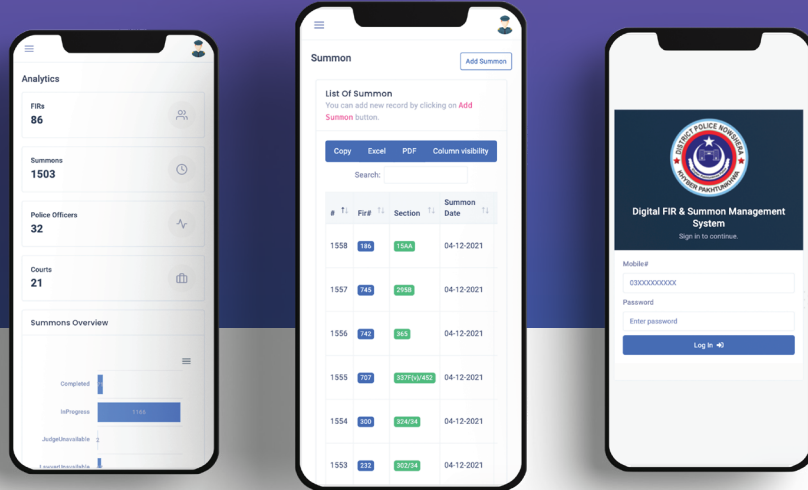 Analytics
FIRs
86
Summons
1503
Police Officers
32
Courts
21
Summons Overview
Completed
InProgress
1188
JudgeUnavailable
Summon
Add Summon
List Of Summon
You can add new record by clicking on Add
Summon button.
Copy Excel PDF Column visibility
Search:
# Fir# Section Summon Date
1558 186 15AA 04-12-2021
1557 745 295B 04-12-2021
1556 742 365 04-12-2021
1555 707 337F(v)/452 04-12-2021
1554 300 324/34 04-12-2021
1553 232 302/34 04-12-2021
DISTRICT POLICE NOWSHERA
KHYBER PAKHTUNKHWA
Digital FIR & Summon Management
System
Sign in to continue.
Mobile#
03XXXXXXXXX
Password
Enter password
Log In